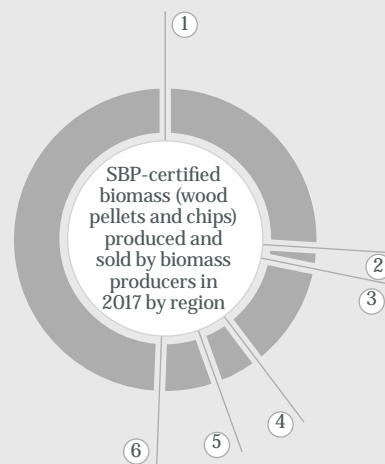 1
SBP-certified
biomass (wood
pellets and chips)
produced and
sold by biomass
producers in
2017 by region
2
3
4
5
6